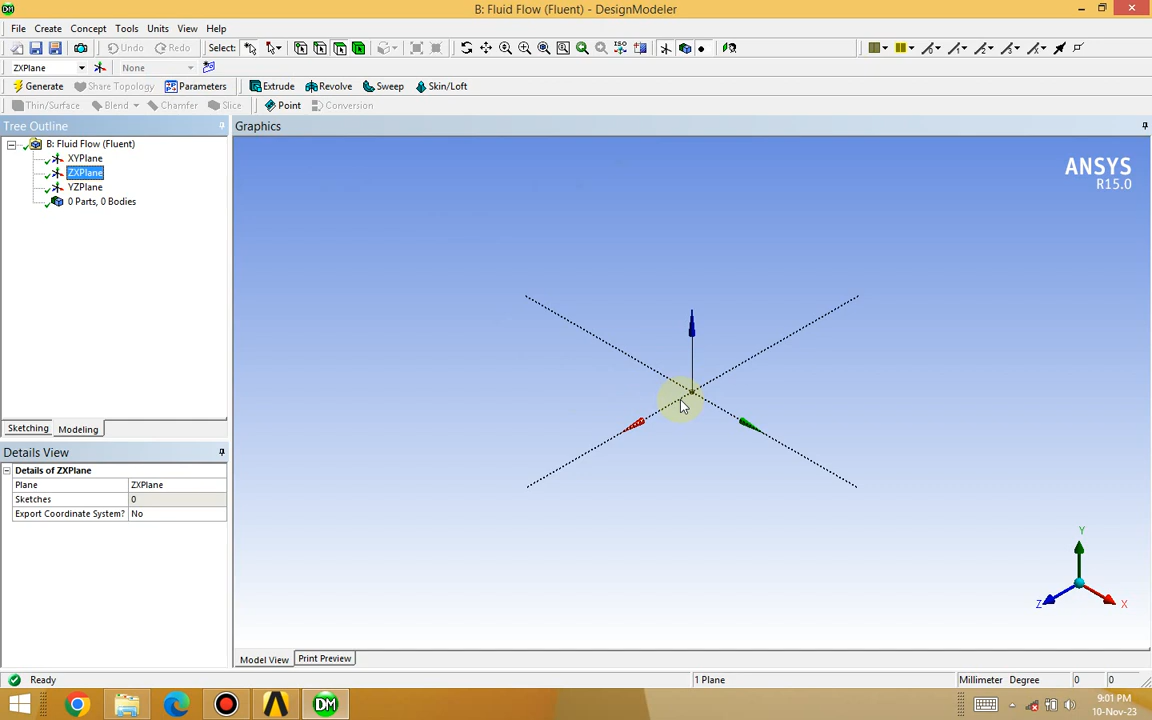 B: Fluid Flow (Fluent) - DesignModeler
File Create Concept Tools Units View Help
Undo Redo Select:
ZXPlane None
Generate Share Topology Parameters Extrude Revolve Sweep Skin/Loft
Thin/Surface Blend Chamfer Slice Point Conversion
Tree Outline
Graphics
B: Fluid Flow (Fluent)
XYPlane
ZXPlane
YZPlane
0 Parts, 0 Bodies
ANSYS
R15.0
Sketching Modeling
Details View
Details of ZXPlane
Plane ZXPlane
Sketches 0
Export Coordinate System? No
Y
Z
X
Model View Print Preview
Ready 1 Plane Millimeter Degree 0 0
DM
9:01 PM
10-Nov-23